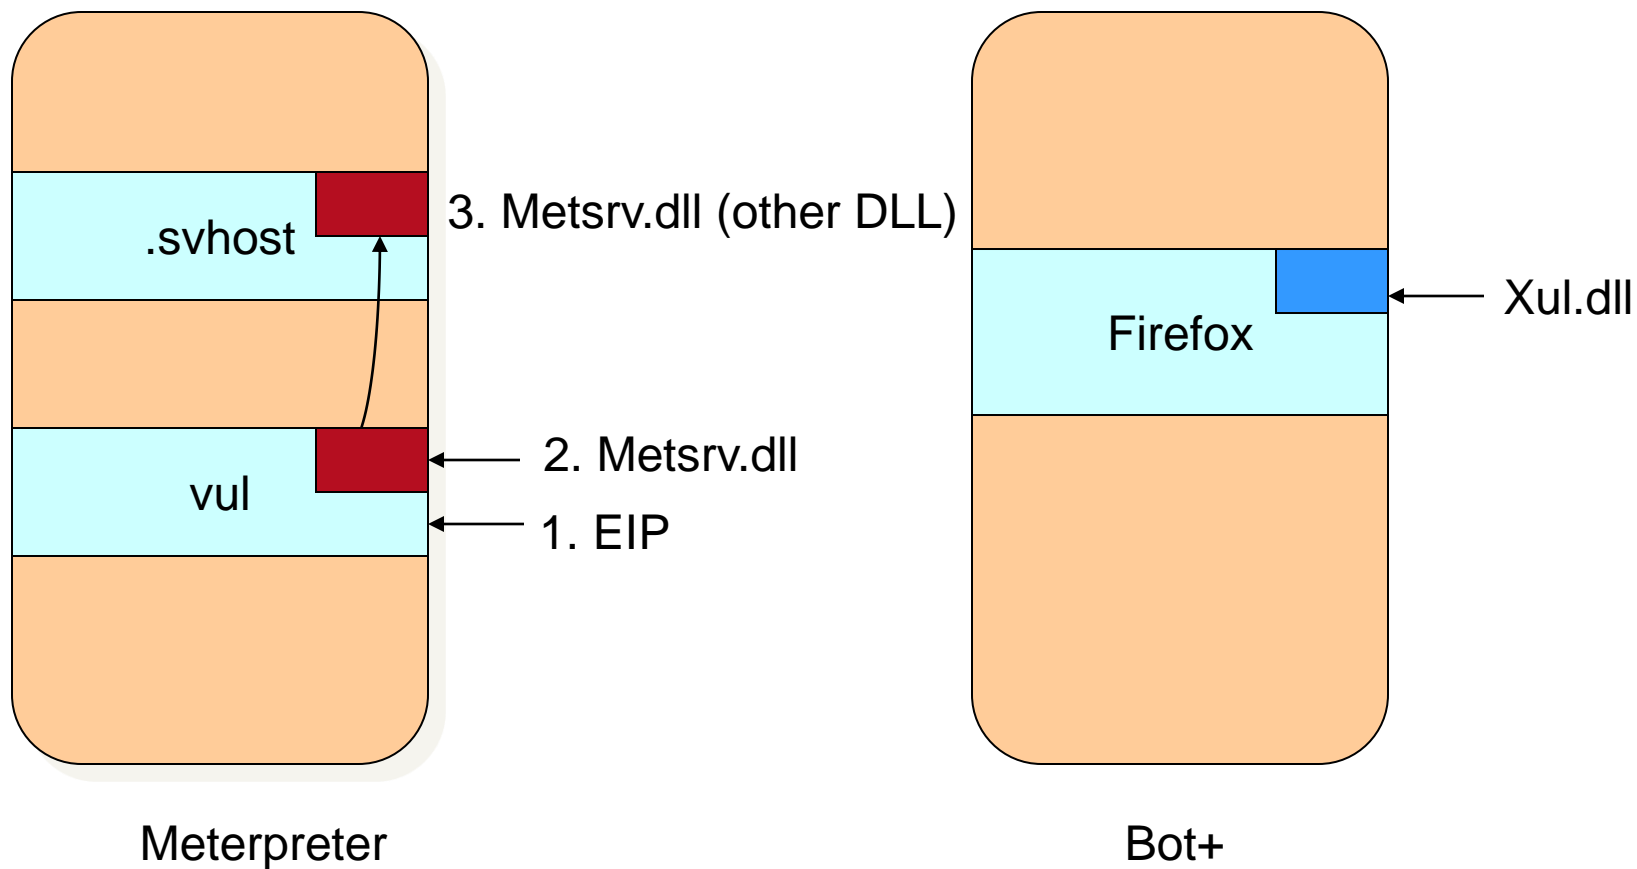 3. Metsrv.dll (other DLL)
.svhost
Xul.dll
Firefox
2. Metsrv.dll
vul
1. EIP
Meterpreter
Bot+